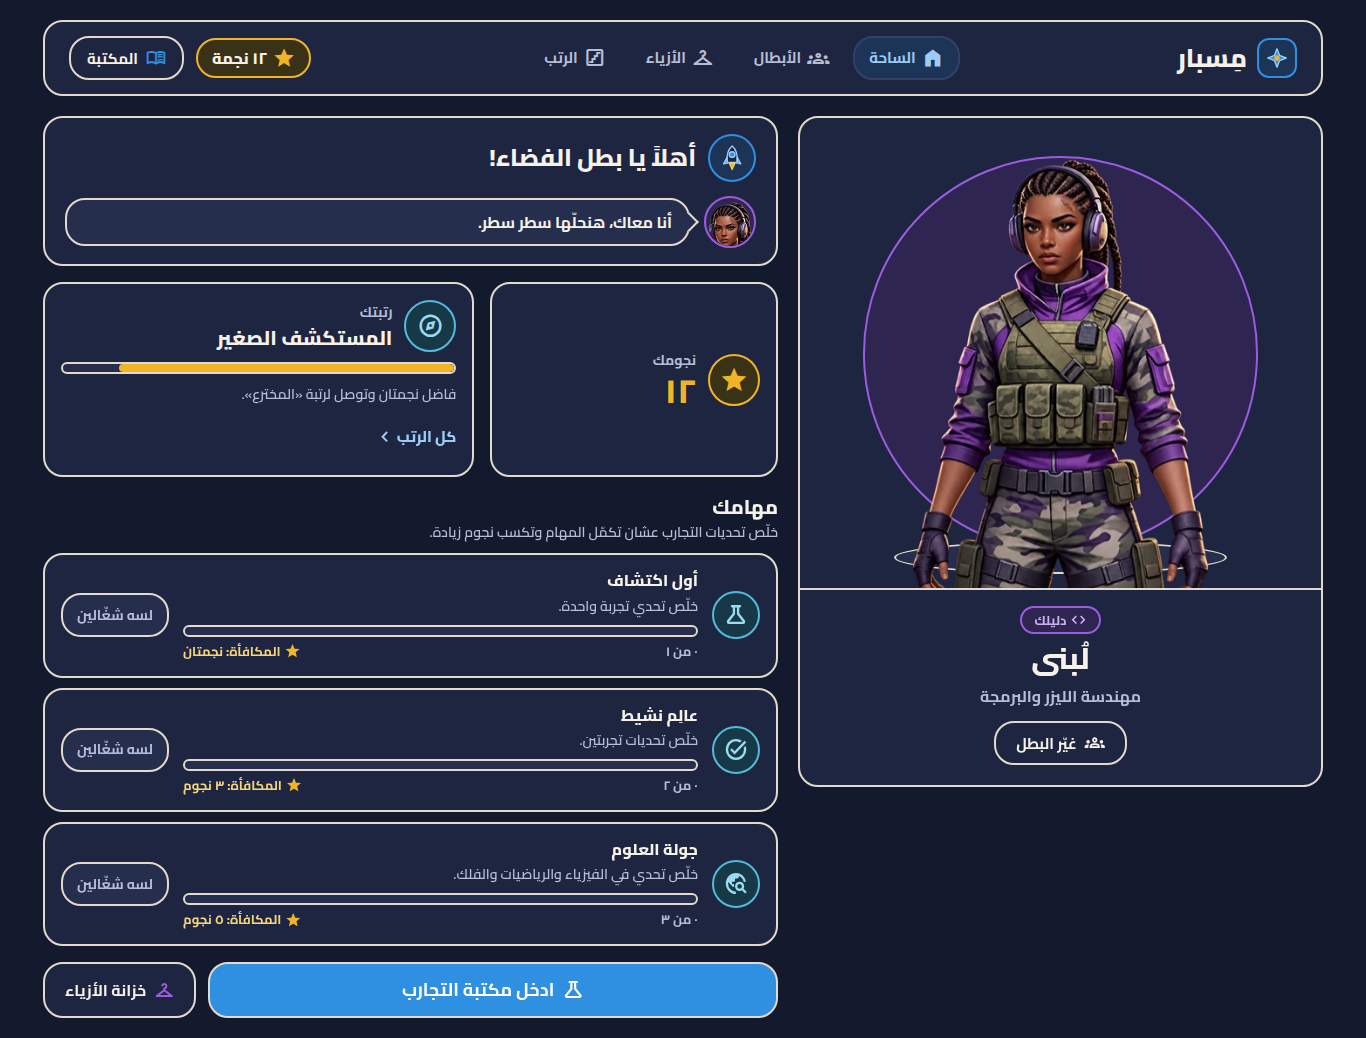 مِسبار
الساحة
الأبطال
الأزياء
الرتب
١٢ نجمة
المكتبة
دليلك
لُبنى
مهندسة الليزر والبرمجة
غيّر البطل
أهلاً يا بطل الفضاء!
أنا معاك، هنحلّها سطر سطر.
نجومك
١٢
رتبتك
المستكشف الصغير
فاضل نجمتان وتوصل لرتبة «المخترع».
كل الرتب
مهامك
خلّص تحديات التجارب عشان تكمّل المهام وتكسب نجوم زيادة.
أول اكتشاف
خلّص تحدي تجربة واحدة.
٠ من ١
المكافأة: نجمتان
لسه شغّالين
عالِم نشيط
خلّص تحديات تجربتين.
٠ من ٢
المكافأة: ٣ نجوم
لسه شغّالين
جولة العلوم
خلّص تحدي في الفيزياء والرياضيات والفلك.
٠ من ٣
المكافأة: ٥ نجوم
لسه شغّالين
ادخل مكتبة التجارب
خزانة الأزياء